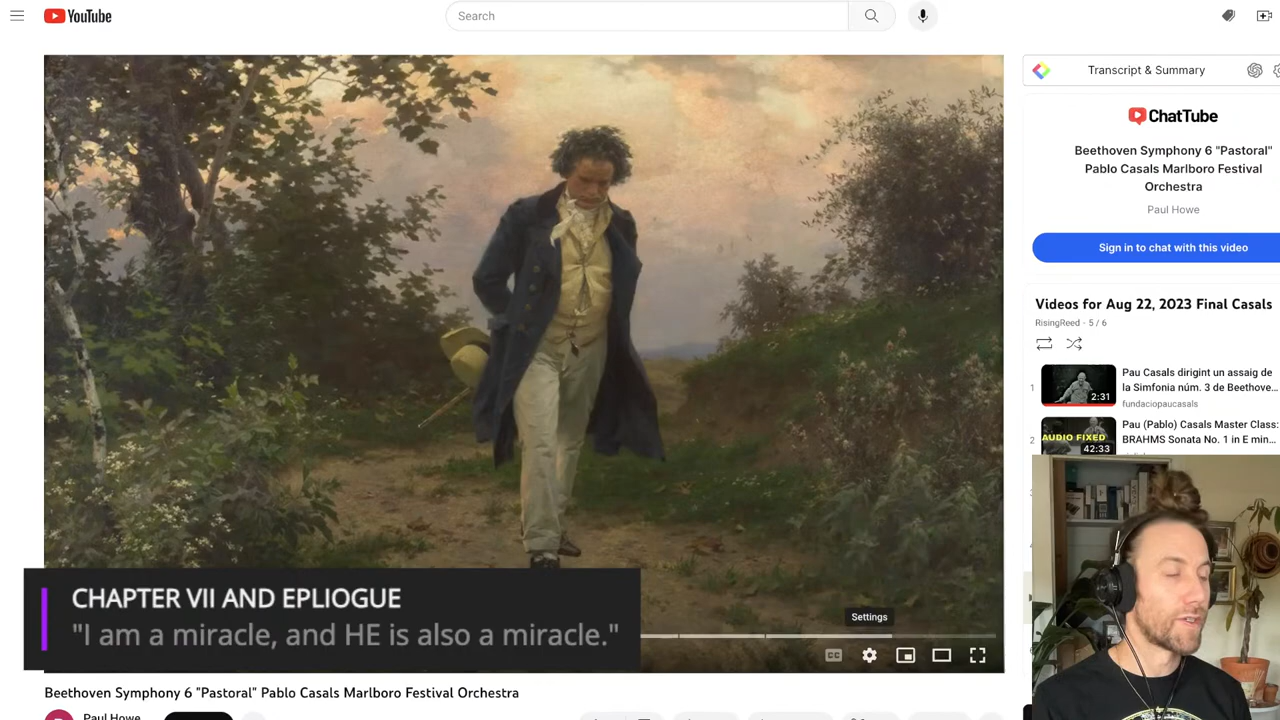 YouTube
Search
Transcript & Summary
ChatTube
Beethoven Symphony 6 "Pastoral"
Pablo Casals Marlboro Festival
Orchestra
Paul Howe
Sign in to chat with this video
Videos for Aug 22, 2023 Final Casals
RisingReed - 5 / 6
1
Pau Casals dirigint un assaig de
la Simfonia núm. 3 de Beethove...
2:31
fundaciopaucasals
2
Pau (Pablo) Casals Master Class:
BRAHMS Sonata No. 1 in E min...
AUDIO FIXED
42:33
CHAPTER VII AND EPLIOGUE
"I am a miracle, and HE is also a miracle."
Settings
CC
Beethoven Symphony 6 "Pastoral" Pablo Casals Marlboro Festival Orchestra
Paul Howe